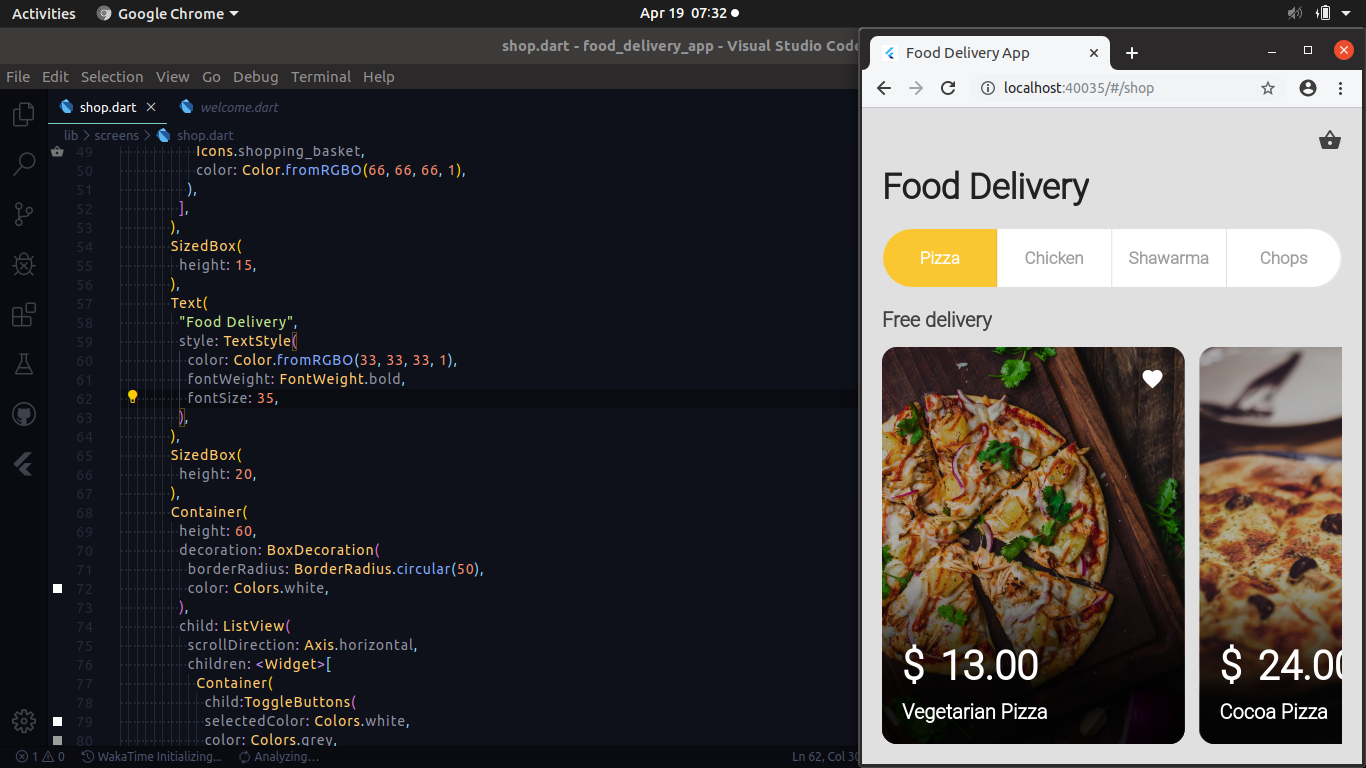 Activities Google Chrome Apr 19 07:32
shop.dart - food_delivery_app - Visual Studio Code
File Edit Selection View Go Debug Terminal Help
shop.dart welcome.dart
lib > screens > shop.dart
49 Icons.shopping_basket,
50 color: Color.fromRGBO(66, 66, 66, 1),
51 ),
52 ],
53 ),
54 SizedBox(
55 height: 15,
56 ),
57 Text(
58 "Food Delivery",
59 style: TextStyle(
60 color: Color.fromRGBO(33, 33, 33, 1),
61 fontWeight: FontWeight.bold,
62 fontSize: 35,
63 ),
64 ),
65 SizedBox(
66 height: 20,
67 ),
68 Container(
69 height: 60,
70 decoration: BoxDecoration(
71 borderRadius: BorderRadius.circular(50),
72 color: Colors.white,
73 ),
74 child: ListView(
75 scrollDirection: Axis.horizontal,
76 children: <Widget>[
77 Container(
78 child:ToggleButtons(
79 selectedColor: Colors.white,
80 color: Colors.grey,
1 0 WakaTime Initializing... Analyzing... Ln 62, Col 30
Food Delivery App
localhost:40035/#/shop
Food Delivery
Pizza Chicken Shawarma Chops
Free delivery
$ 13.00
Vegetarian Pizza
$ 24.00
Cocoa Pizza